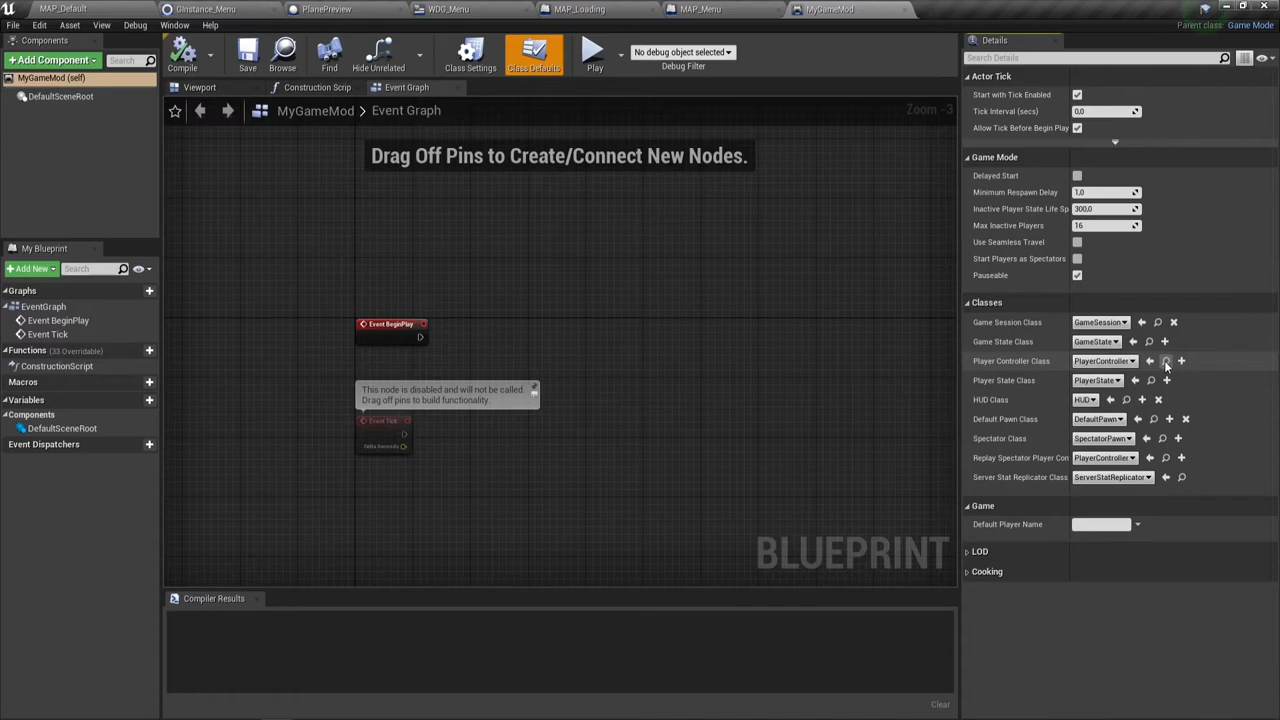 MAP_Default
GInstance_Menu
PlanePreview
WDG_Menu
MAP_Loading
MAP_Menu
MyGameMod
File
Edit
Asset
View
Debug
Window
Help
Parent class: Game Mode
Components
+ Add Component
Search
MyGameMod (self)
DefaultSceneRoot
Compile
Save
Browse
Find
Hide Unrelated
Class Settings
Class Defaults
Play
No debug object selected
Debug Filter
Viewport
Construction Scrip
Event Graph
MyGameMod > Event Graph
Zoom -3
Drag Off Pins to Create/Connect New Nodes.
Event BeginPlay
This node is disabled and will not be called.
Drag off pins to build functionality.
Event Tick
Delta Seconds
BLUEPRINT
My Blueprint
+ Add New
Search
Graphs
EventGraph
Event BeginPlay
Event Tick
Functions (33 Overridable)
ConstructionScript
Macros
Variables
Components
DefaultSceneRoot
Event Dispatchers
Compiler Results
Clear
Details
Search Details
Actor Tick
Start with Tick Enabled
Tick Interval (secs) 0,0
Allow Tick Before Begin Play
Game Mode
Delayed Start
Minimum Respawn Delay 1,0
Inactive Player State Life Sp 300,0
Max Inactive Players 16
Use Seamless Travel
Start Players as Spectators
Pauseable
Classes
Game Session Class GameSession
Game State Class GameState
Player Controller Class PlayerController
Player State Class PlayerState
HUD Class HUD
Default Pawn Class DefaultPawn
Spectator Class SpectatorPawn
Replay Spectator Player Con PlayerController
Server Stat Replicator Class ServerStatReplicator
Game
Default Player Name
LOD
Cooking